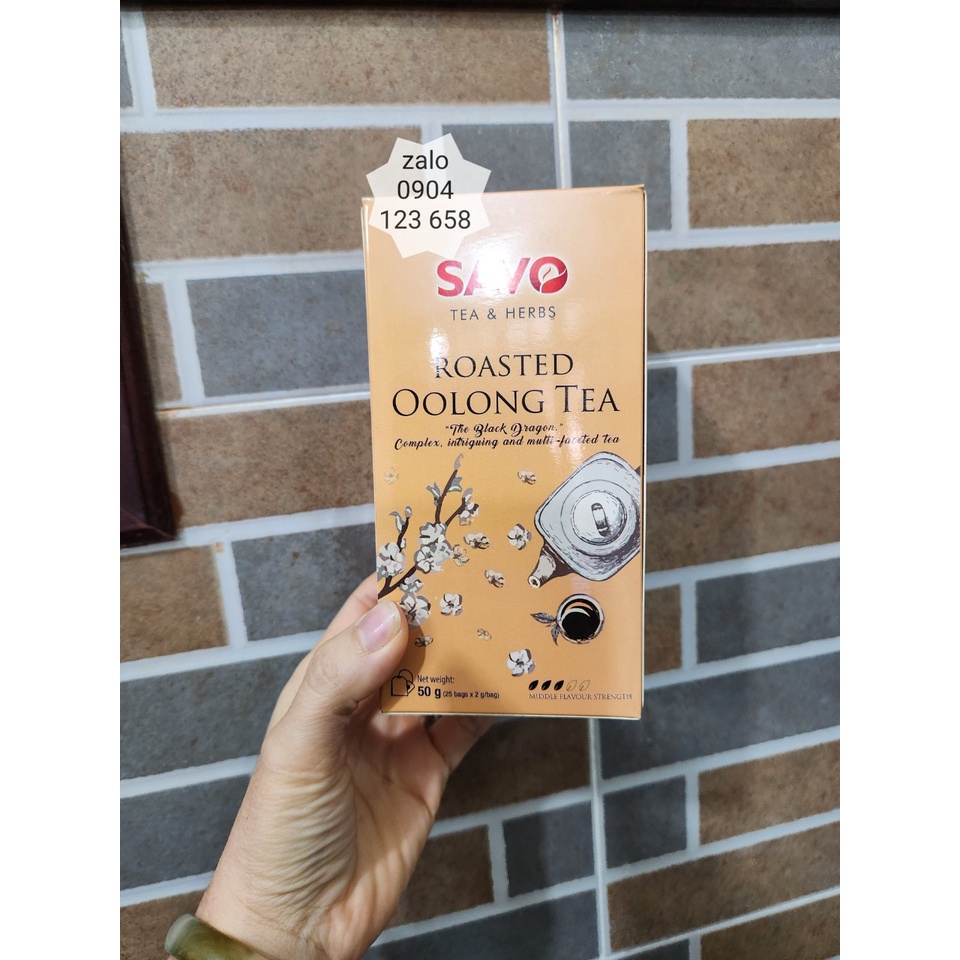 zalo
0904
123 658
SAVO
TEA & HERBS
ROASTED
OOLONG TEA
"The Black Dragon,"
Complex, intriguing and multi-faceted tea
Net weight:
50 g (25 bags x 2 g/bag)
MIDDLE FLAVOUR STRENGTH